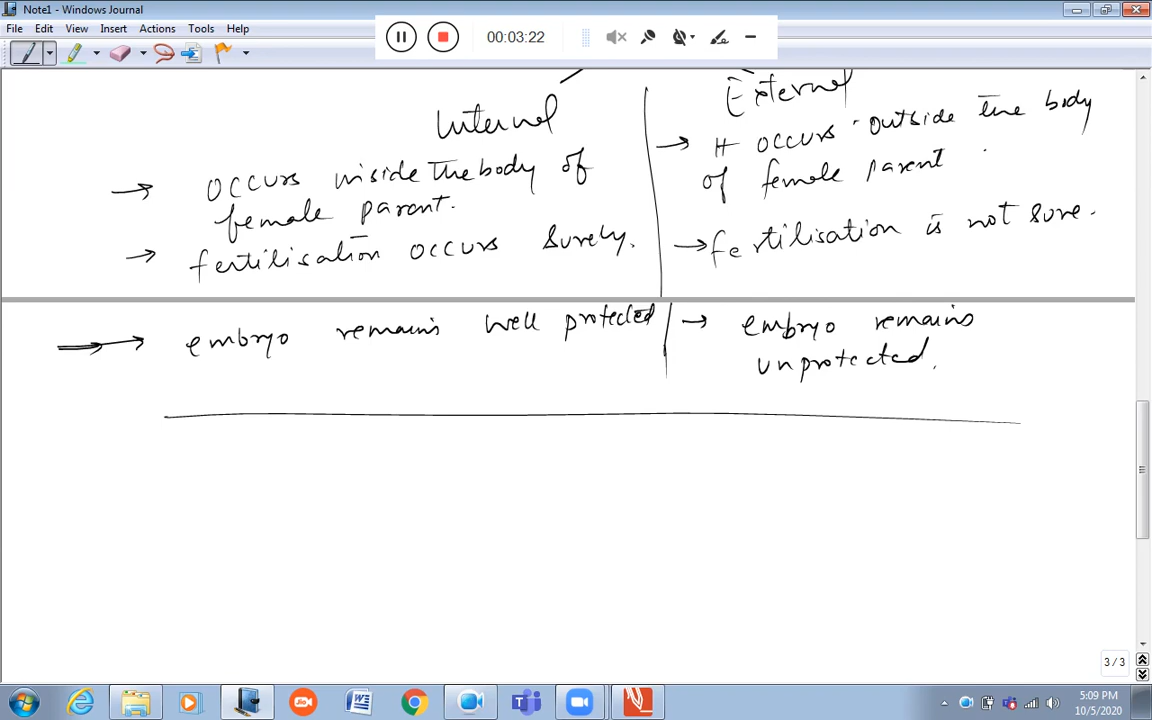 Note1 - Windows Journal
File Edit View Insert Actions Tools Help
00:03:22
Internal
→ occurs inside the body of
female parent.
→ fertilisation occurs surely.
→ embryo remains well protected
External
→ It occurs outside the body
of female parent
→ fertilisation is not sure.
→ embryo remains
unprotected.
3 / 3
5:09 PM
10/5/2020